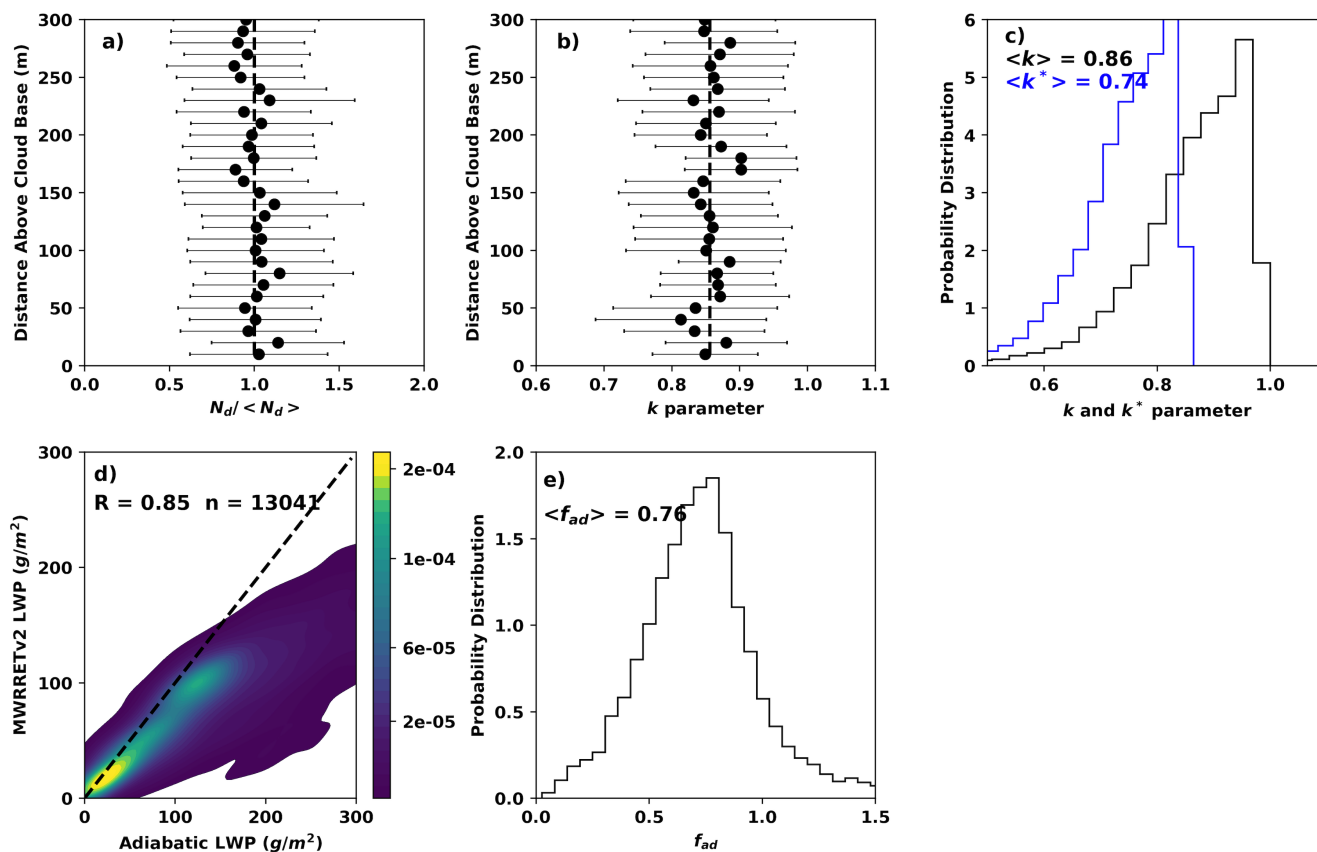 a)
300
250
200
150
100
50
0
Distance Above Cloud Base (m)
0.0 0.5 1.0 1.5 2.0
N_d / < N_d >
b)
300
250
200
150
100
50
0
Distance Above Cloud Base (m)
0.6 0.7 0.8 0.9 1.0 1.1
k parameter
c)
<k> = 0.86
<k^*> = 0.74
6
5
4
3
2
1
0
Probability Distribution
0.6 0.8 1.0
k and k^* parameter
d)
R = 0.85 n = 13041
300
200
100
0
MWRRETv2 LWP (g/m^2)
0 100 200 300
Adiabatic LWP (g/m^2)
2e-04
1e-04
6e-05
2e-05
e)
<f_ad> = 0.76
2.0
1.5
1.0
0.5
0.0
Probability Distribution
0.0 0.5 1.0 1.5
f_ad